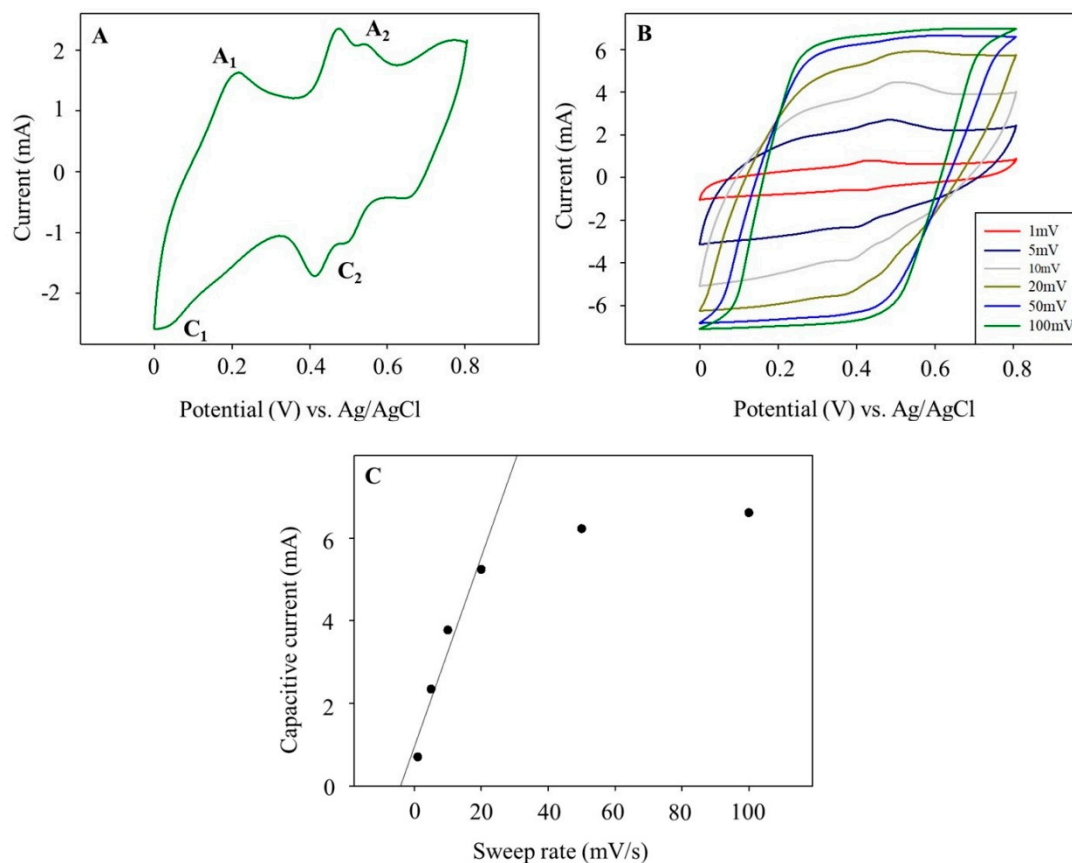 A
A₁
A₂
C₁
C₂
2
1
0
-1
-2
Current (mA)
0
0.2
0.4
0.6
0.8
Potential (V) vs. Ag/AgCl
B
6
4
2
0
-2
-4
-6
Current (mA)
1mV
5mV
10mV
20mV
50mV
100mV
0
0.2
0.4
0.6
0.8
Potential (V) vs. Ag/AgCl
C
6
4
2
0
Capacitive current (mA)
0
20
40
60
80
100
Sweep rate (mV/s)